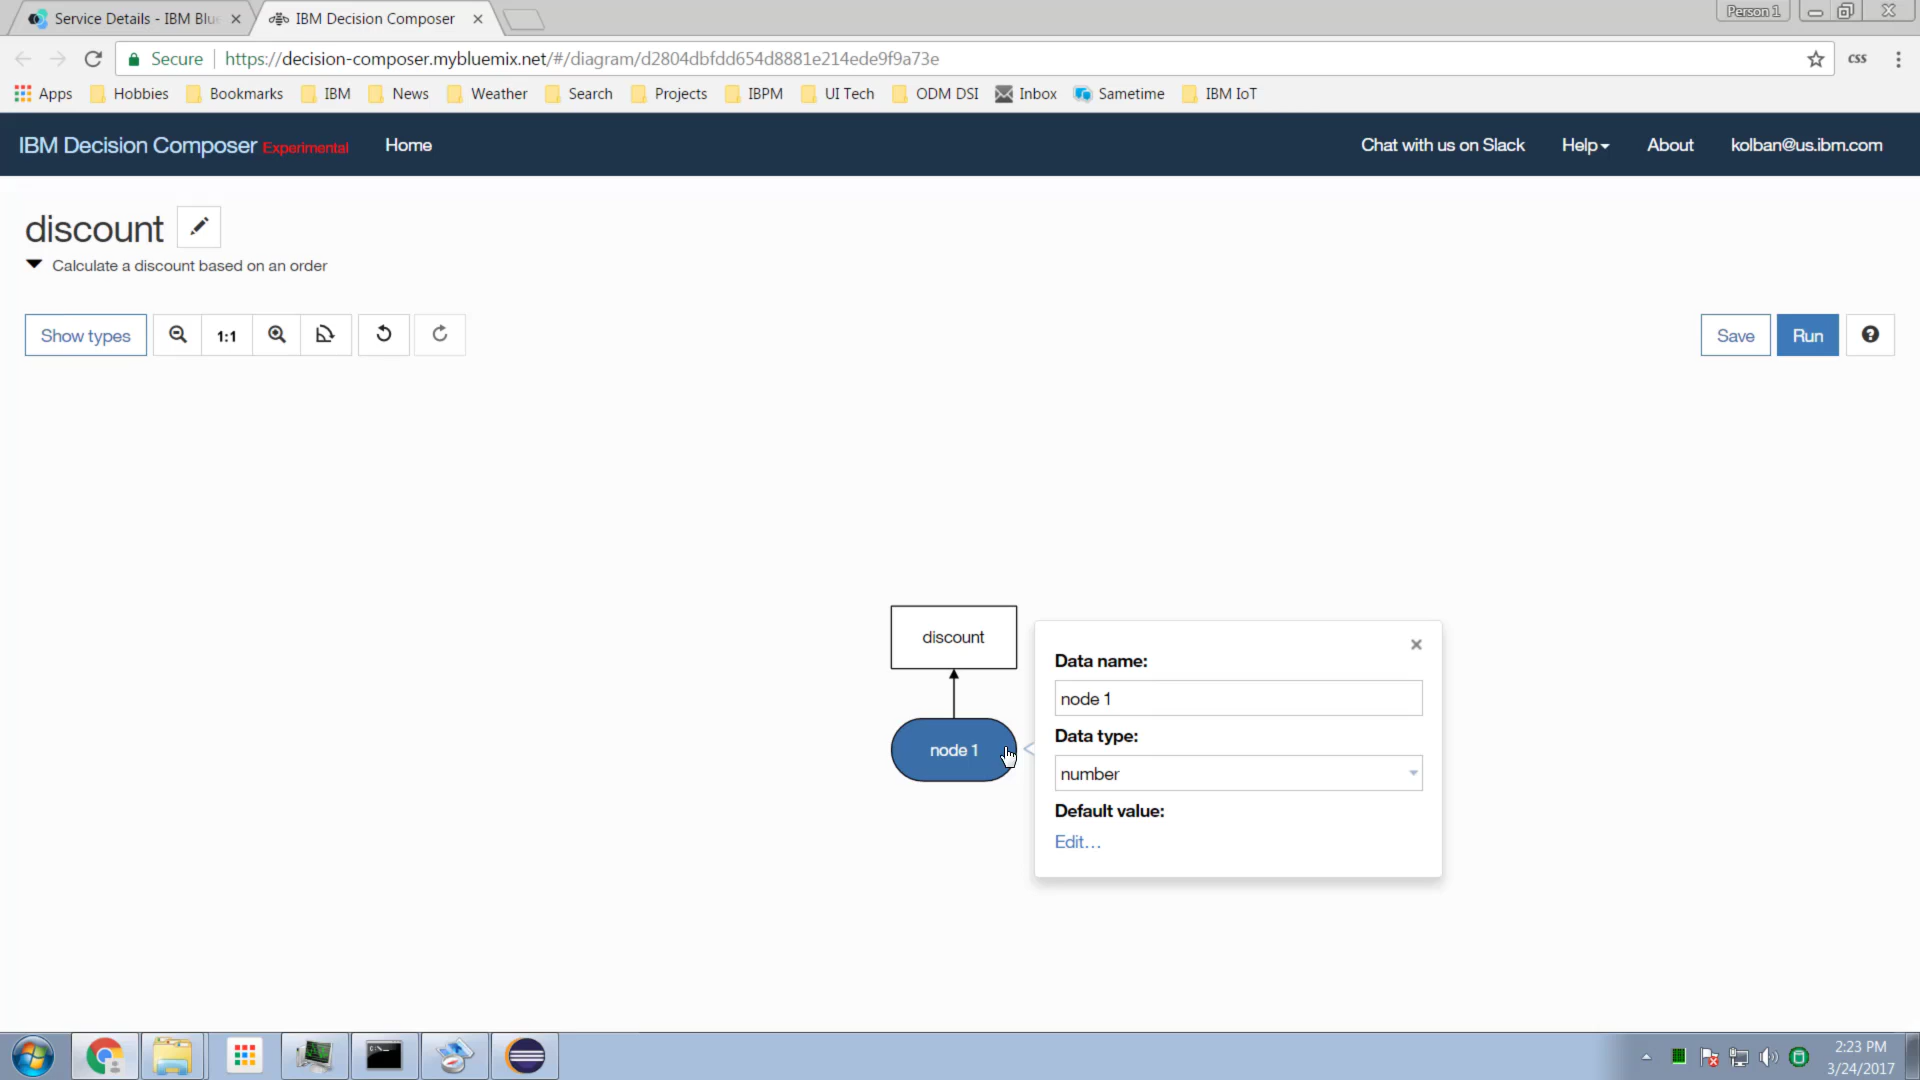 Service Details - IBM Blu
IBM Decision Composer
Person 1
Secure
https://decision-composer.mybluemix.net/#/diagram/d2804dbfdd654d8881e214ede9f9a73e
css
Apps
Hobbies
Bookmarks
IBM
News
Weather
Search
Projects
IBPM
UI Tech
ODM DSI
Inbox
Sametime
IBM IoT
IBM Decision Composer Experimental
Home
Chat with us on Slack
Help
About
kolban@us.ibm.com
discount
Calculate a discount based on an order
Show types
1:1
Save
Run
?
discount
node 1
Data name:
node 1
Data type:
number
Default value:
Edit...
2:23 PM
3/24/2017